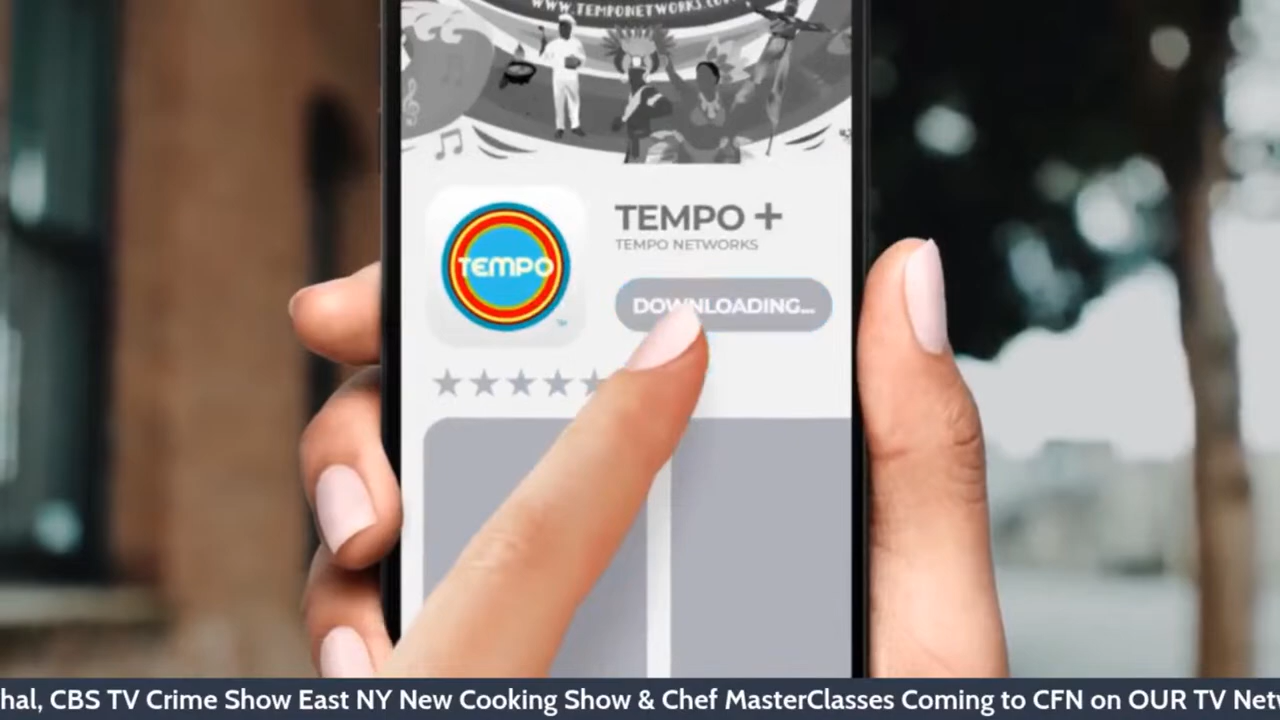 WWW.TEMPONETWORKS.COM
TEMPO
TEMPO +
TEMPO NETWORKS
DOWNLOADING...
hal, CBS TV Crime Show East NY New Cooking Show & Chef MasterClasses Coming to CFN on OUR TV Net